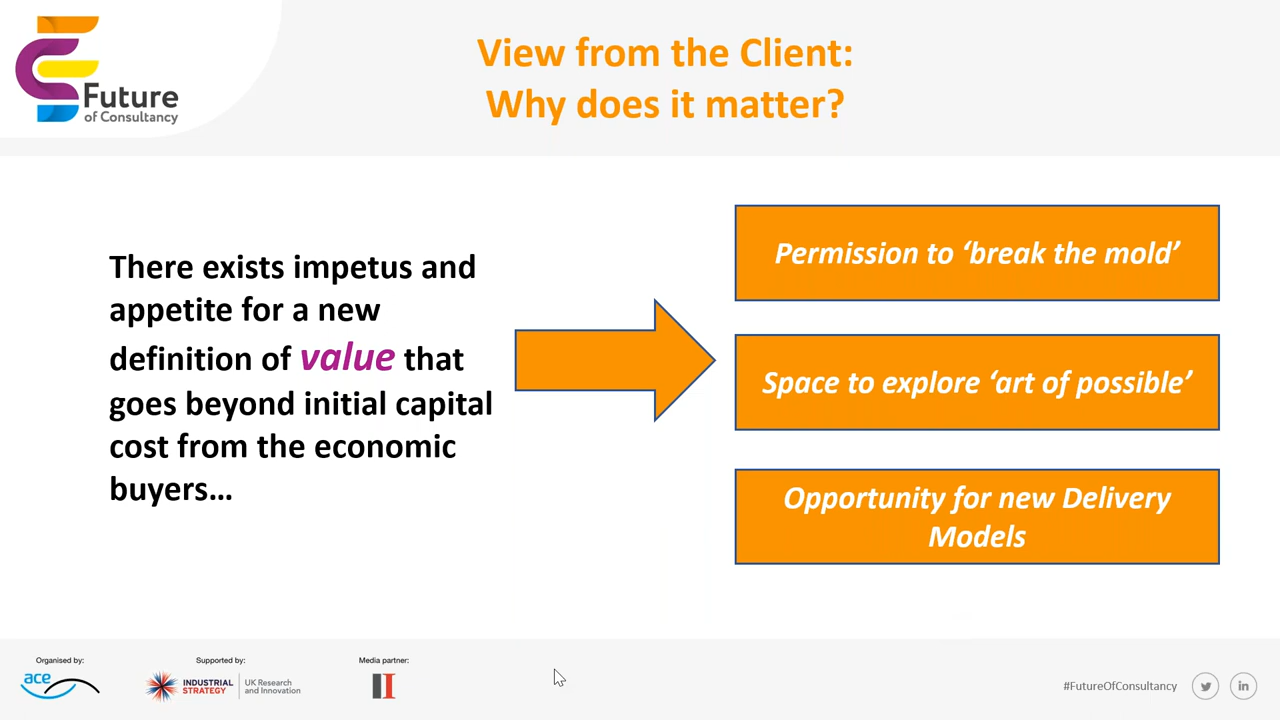 Future
of Consultancy
View from the Client:
Why does it matter?
There exists impetus and
appetite for a new
definition of value that
goes beyond initial capital
cost from the economic
buyers…
Permission to ‘break the mold’
Space to explore ‘art of possible’
Opportunity for new Delivery
Models
Organised by:
ace
Supported by:
INDUSTRIAL
STRATEGY
UK Research
and Innovation
Media partner:
#FutureOfConsultancy
in